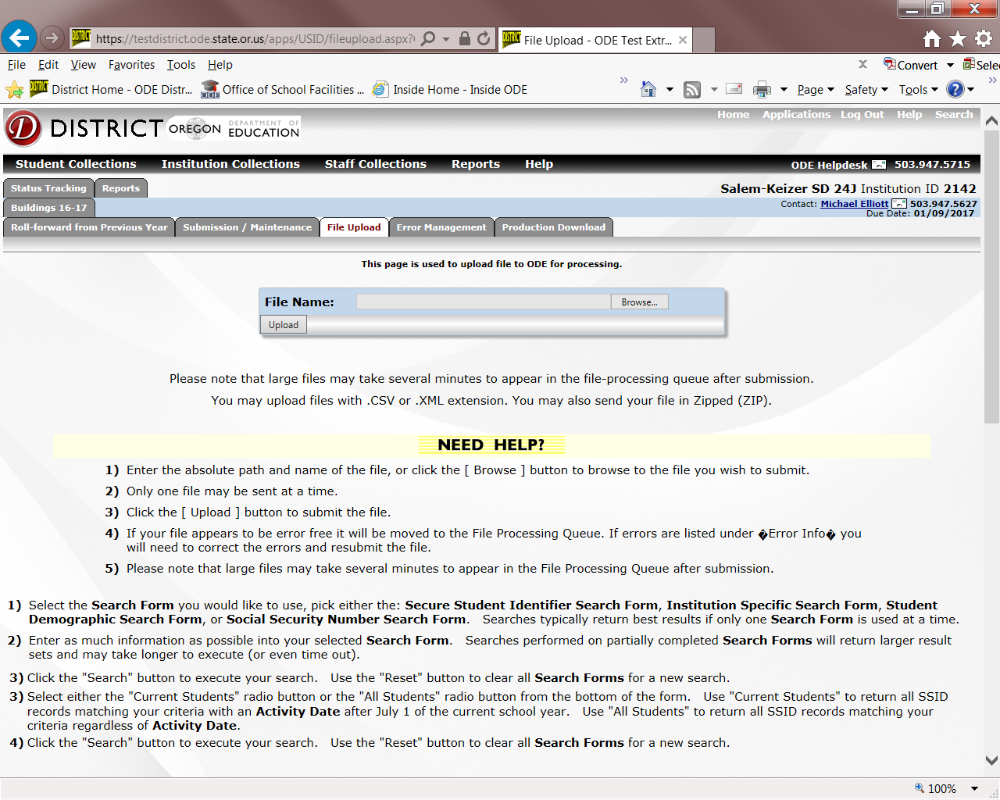 https://testdistrict.ode.state.or.us/apps/USID/fileupload.aspx?
File Upload - ODE Test Extr...
File Edit View Favorites Tools Help
Convert
District Home - ODE Distr... Office of School Facilities ... Inside Home - Inside ODE
Page Safety Tools
DISTRICT OREGON DEPARTMENT OF EDUCATION
Home Applications Log Out Help Search
Student Collections Institution Collections Staff Collections Reports Help
ODE Helpdesk 503.947.5715
Status Tracking Reports
Salem-Keizer SD 24J Institution ID 2142
Buildings 16-17
Contact: Michael Elliott 503.947.5627
Due Date: 01/09/2017
Roll-forward from Previous Year Submission / Maintenance File Upload Error Management Production Download
This page is used to upload file to ODE for processing.
File Name: Browse...
Upload
Please note that large files may take several minutes to appear in the file-processing queue after submission.
You may upload files with .CSV or .XML extension. You may also send your file in Zipped (ZIP).
NEED HELP?
1) Enter the absolute path and name of the file, or click the [ Browse ] button to browse to the file you wish to submit.
2) Only one file may be sent at a time.
3) Click the [ Upload ] button to submit the file.
4) If your file appears to be error free it will be moved to the File Processing Queue. If errors are listed under �Error Info� you
will need to correct the errors and resubmit the file.
5) Please note that large files may take several minutes to appear in the File Processing Queue after submission.
1) Select the Search Form you would like to use, pick either the: Secure Student Identifier Search Form, Institution Specific Search Form, Student
Demographic Search Form, or Social Security Number Search Form. Searches typically return best results if only one Search Form is used at a time.
2) Enter as much information as possible into your selected Search Form. Searches performed on partially completed Search Forms will return larger result
sets and may take longer to execute (or even time out).
3) Click the "Search" button to execute your search. Use the "Reset" button to clear all Search Forms for a new search.
3) Select either the "Current Students" radio button or the "All Students" radio button from the bottom of the form. Use "Current Students" to return all SSID
records matching your criteria with an Activity Date after July 1 of the current school year. Use "All Students" to return all SSID records matching your
criteria regardless of Activity Date.
4) Click the "Search" button to execute your search. Use the "Reset" button to clear all Search Forms for a new search.
100%